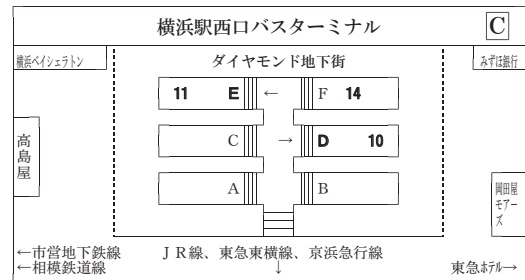 横浜駅西口バスターミナル
C
横浜ベイシェラトン
ダイヤモンド地下街
みずほ銀行
11 E ← F 14
C → D 10
A B
高島屋
岡田屋モアーズ
←市営地下鉄線 JR線、東急東横線、京浜急行線
←相模鉄道線 ↓ 東急ホテル→